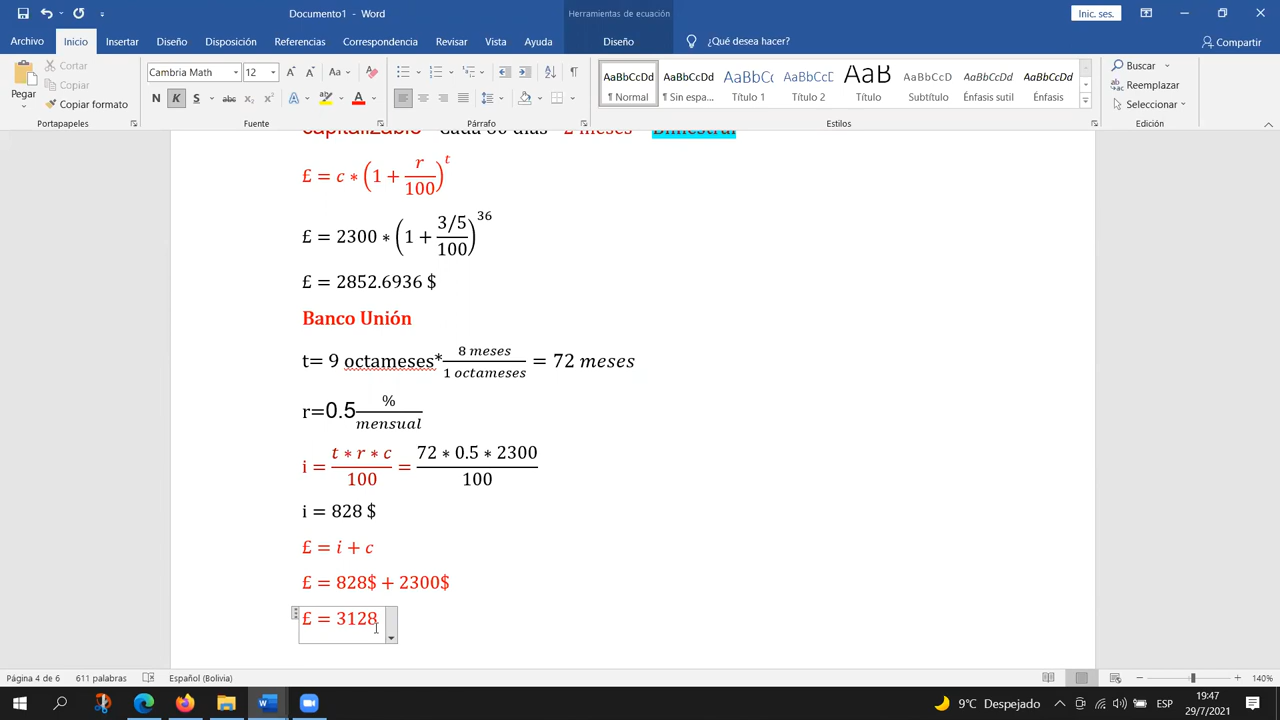 Documento1 - Word
Herramientas de ecuación
Inic. ses.
Archivo Inicio Insertar Diseño Disposición Referencias Correspondencia Revisar Vista Ayuda Diseño ¿Qué desea hacer? Compartir
Cortar
Copiar
Copiar formato
Pegar
Cambria Math 12
N K S abc x₂ x²
AaBbCcDd AaBbCcDd AaBbCc AaBbCcD AaB AaBbCcD AaBbCcDd AaBbCcDd
¶ Normal ¶ Sin espa... Título 1 Título 2 Título Subtítulo Énfasis sutil Énfasis
Buscar
Reemplazar
Seleccionar
Portapapeles Fuente Párrafo Estilos Edición
£ = c ∗ (1 + r/100)^t
£ = 2300 ∗ (1 + 3/5/100)^36
£ = 2852.6936 $
Banco Unión
t= 9 octameses* 8 meses/1 octameses = 72 meses
r=0.5 %/mensual
i = t ∗ r ∗ c/100 = 72 ∗ 0.5 ∗ 2300/100
i = 828 $
£ = i + c
£ = 828$ + 2300$
£ = 3128
Página 4 de 6 611 palabras Español (Bolivia) 140%
9°C Despejado ESP 19:47
29/7/2021